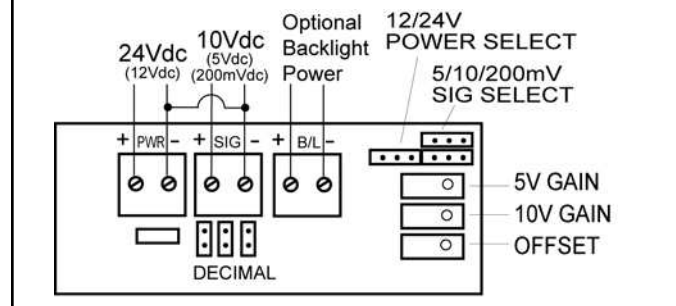 24Vdc
(12Vdc)
10Vdc
(5Vdc)
(200mVdc)
Optional
Backlight
Power
12/24V
POWER SELECT
5/10/200mV
SIG SELECT
+ PWR - + SIG - + B/L -
5V GAIN
10V GAIN
OFFSET
DECIMAL